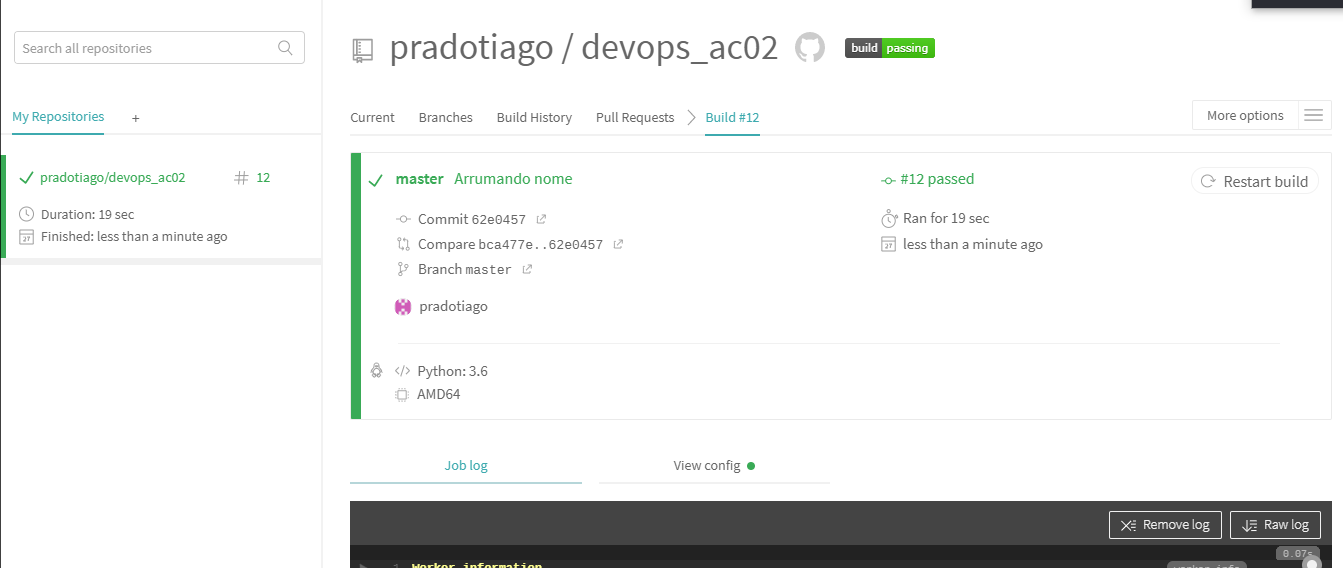 Search all repositories
My Repositories +
pradotiago/devops_ac02 # 12
Duration: 19 sec
Finished: less than a minute ago
pradotiago / devops_ac02 build passing
Current Branches Build History Pull Requests Build #12 More options
master Arrumando nome #12 passed Restart build
Commit 62e0457 Ran for 19 sec
Compare bca477e..62e0457 less than a minute ago
Branch master
pradotiago
Python: 3.6
AMD64
Job log View config
Remove log Raw log
0.07s
1 Worker information worker_info